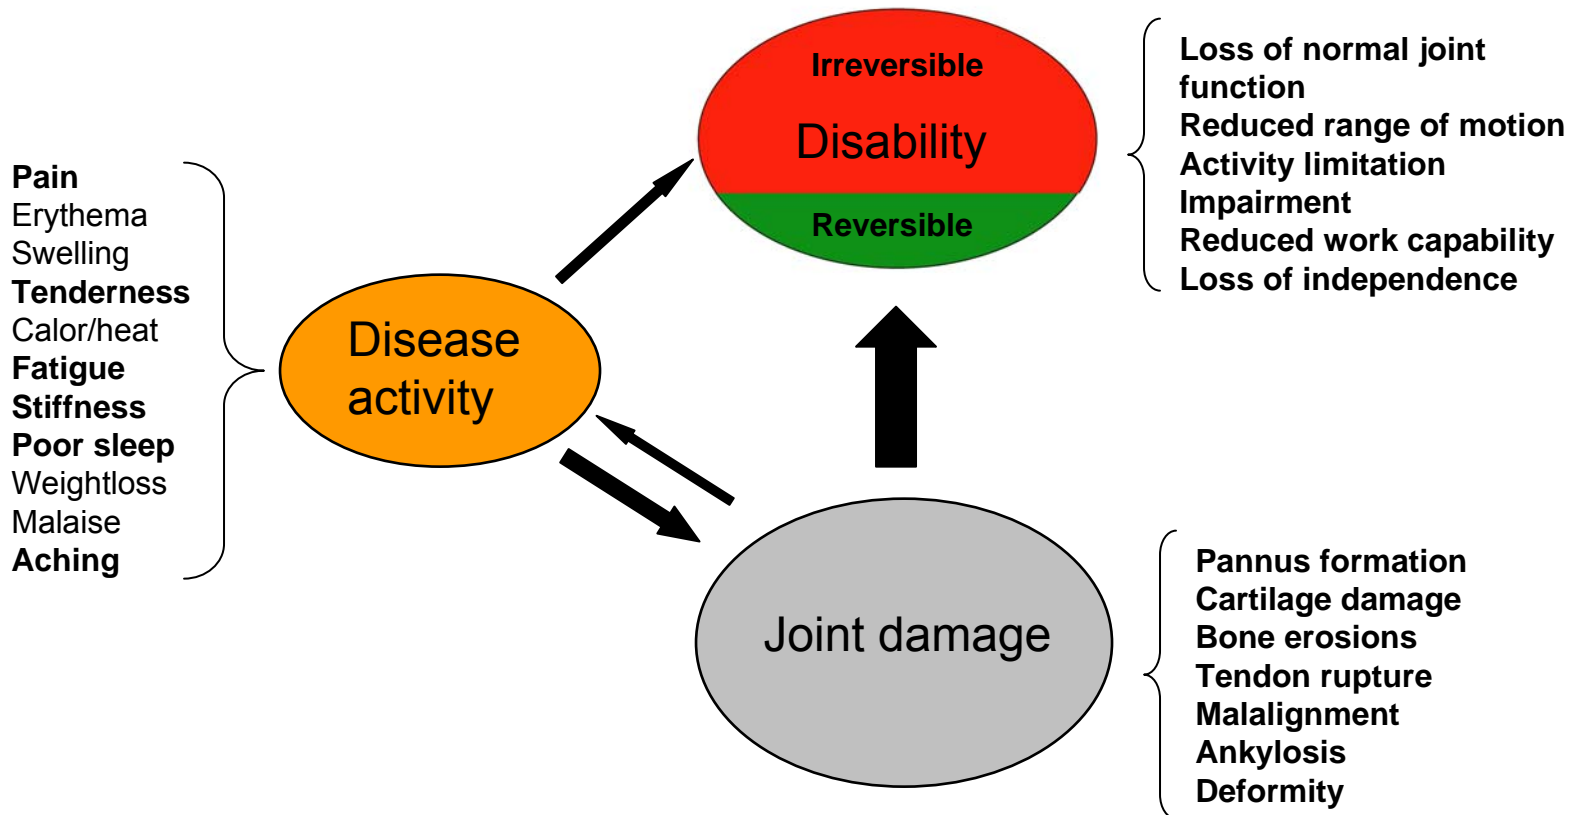 Pain
Erythema
Swelling
Tenderness
Calor/heat
Fatigue
Stiffness
Poor sleep
Weightloss
Malaise
Aching
Disease
activity
Irreversible
Disability
Reversible
Loss of normal joint
function
Reduced range of motion
Activity limitation
Impairment
Reduced work capability
Loss of independence
Joint damage
Pannus formation
Cartilage damage
Bone erosions
Tendon rupture
Malalignment
Ankylosis
Deformity